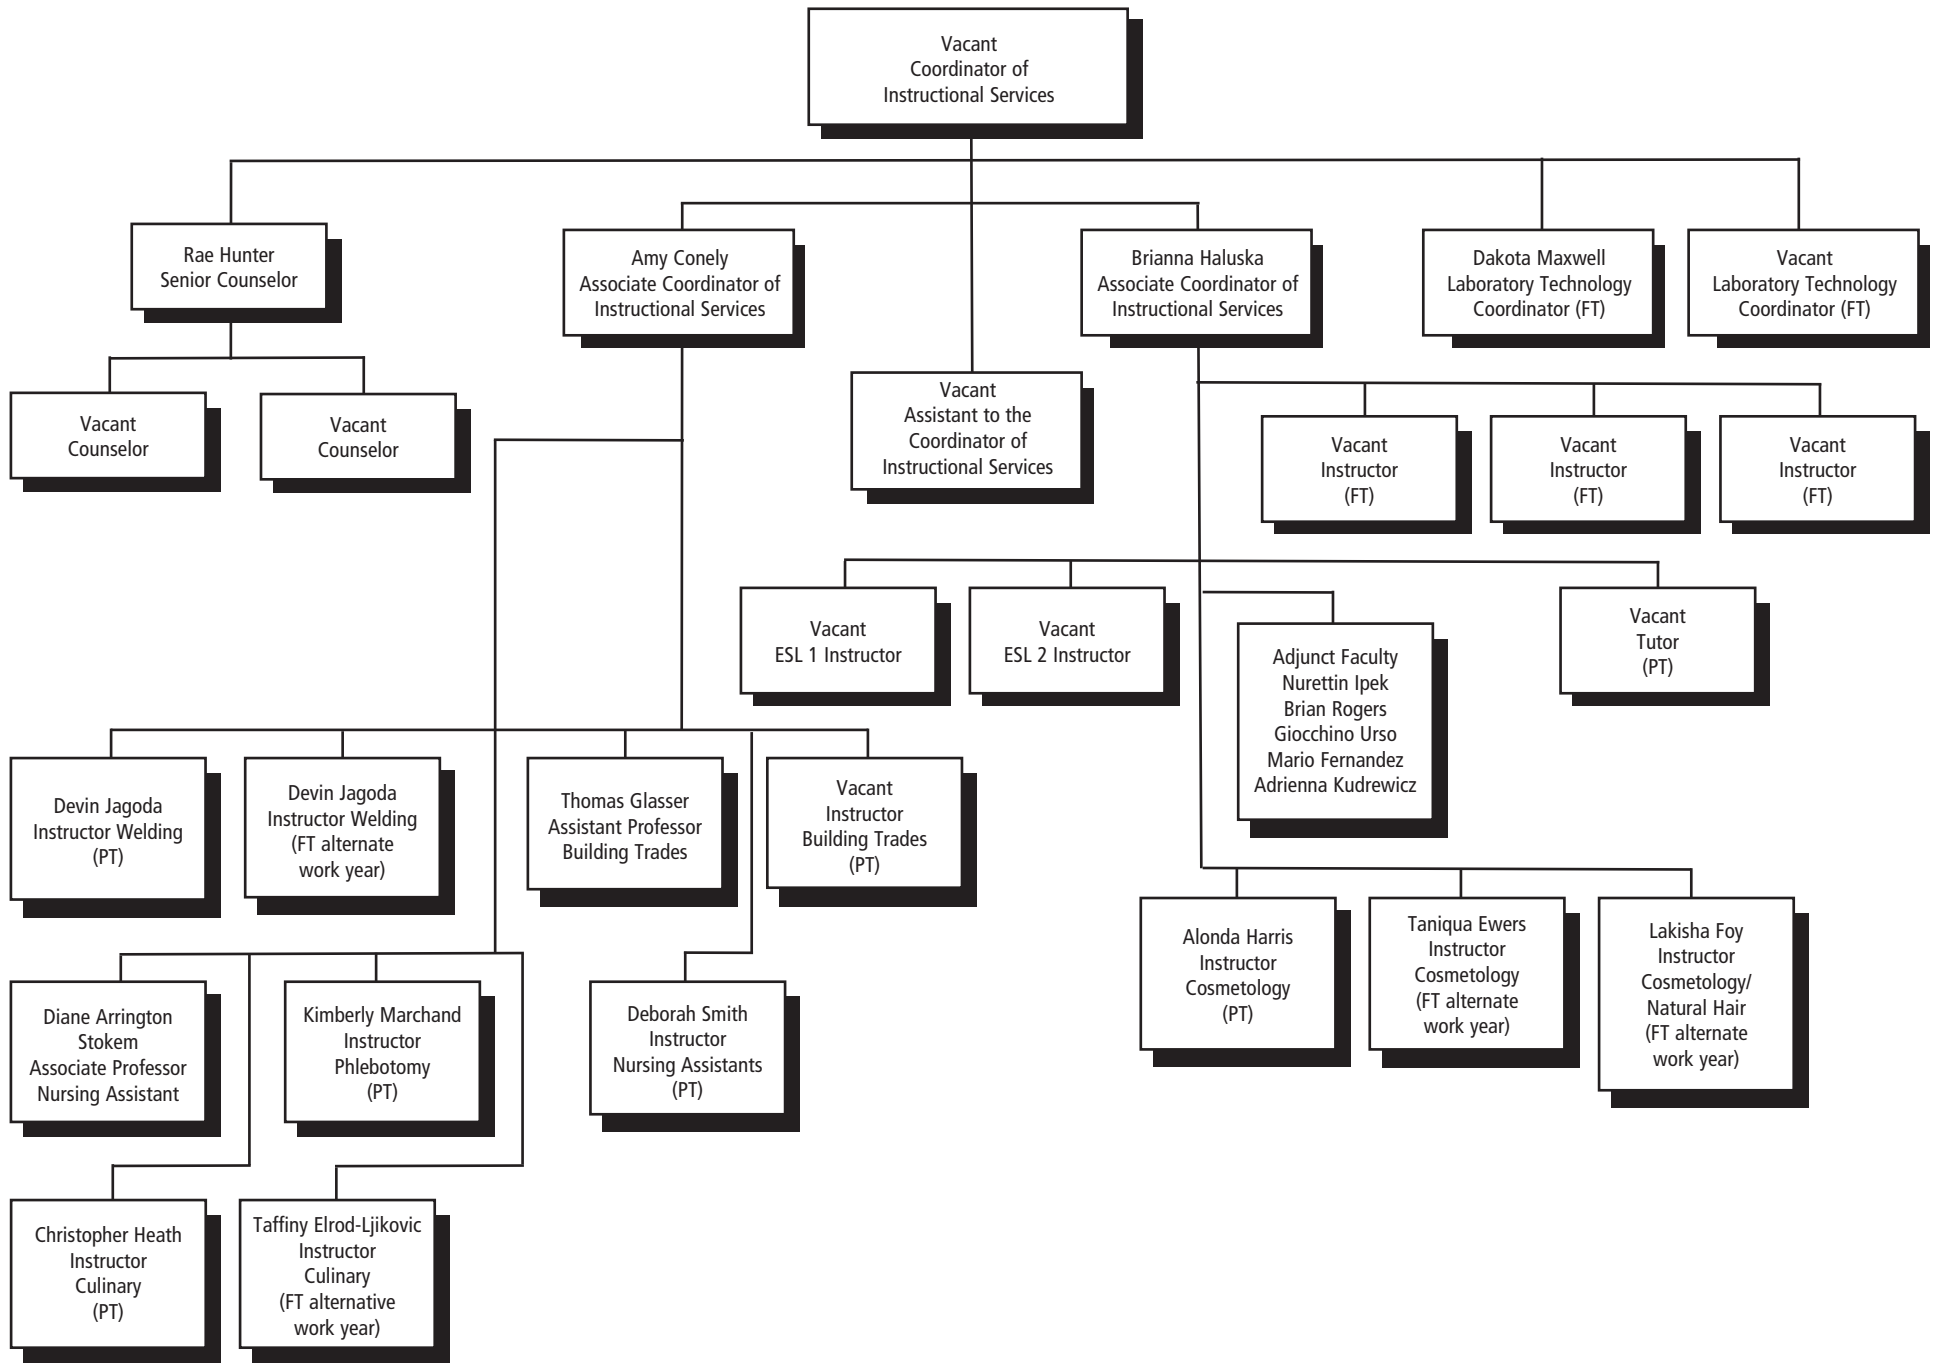 Vacant
Coordinator of
Instructional Services
Rae Hunter
Senior Counselor
Amy Conely
Associate Coordinator of
Instructional Services
Brianna Haluska
Associate Coordinator of
Instructional Services
Dakota Maxwell
Laboratory Technology
Coordinator (FT)
Vacant
Laboratory Technology
Coordinator (FT)
Vacant
Counselor
Vacant
Counselor
Vacant
Assistant to the
Coordinator of
Instructional Services
Vacant
Instructor
(FT)
Vacant
Instructor
(FT)
Vacant
Instructor
(FT)
Vacant
ESL 1 Instructor
Vacant
ESL 2 Instructor
Adjunct Faculty
Nurettin Ipek
Brian Rogers
Giocchino Urso
Mario Fernandez
Adrienna Kudrewicz
Vacant
Tutor
(PT)
Devin Jagoda
Instructor Welding
(PT)
Devin Jagoda
Instructor Welding
(FT alternate
work year)
Thomas Glasser
Assistant Professor
Building Trades
Vacant
Instructor
Building Trades
(PT)
Alonda Harris
Instructor
Cosmetology
(PT)
Taniqua Ewers
Instructor
Cosmetology
(FT alternate
work year)
Lakisha Foy
Instructor
Cosmetology/
Natural Hair
(FT alternate
work year)
Diane Arrington
Stokem
Associate Professor
Nursing Assistant
Kimberly Marchand
Instructor
Phlebotomy
(PT)
Deborah Smith
Instructor
Nursing Assistants
(PT)
Christopher Heath
Instructor
Culinary
(PT)
Taffiny Elrod-Ljikovic
Instructor
Culinary
(FT alternative
work year)